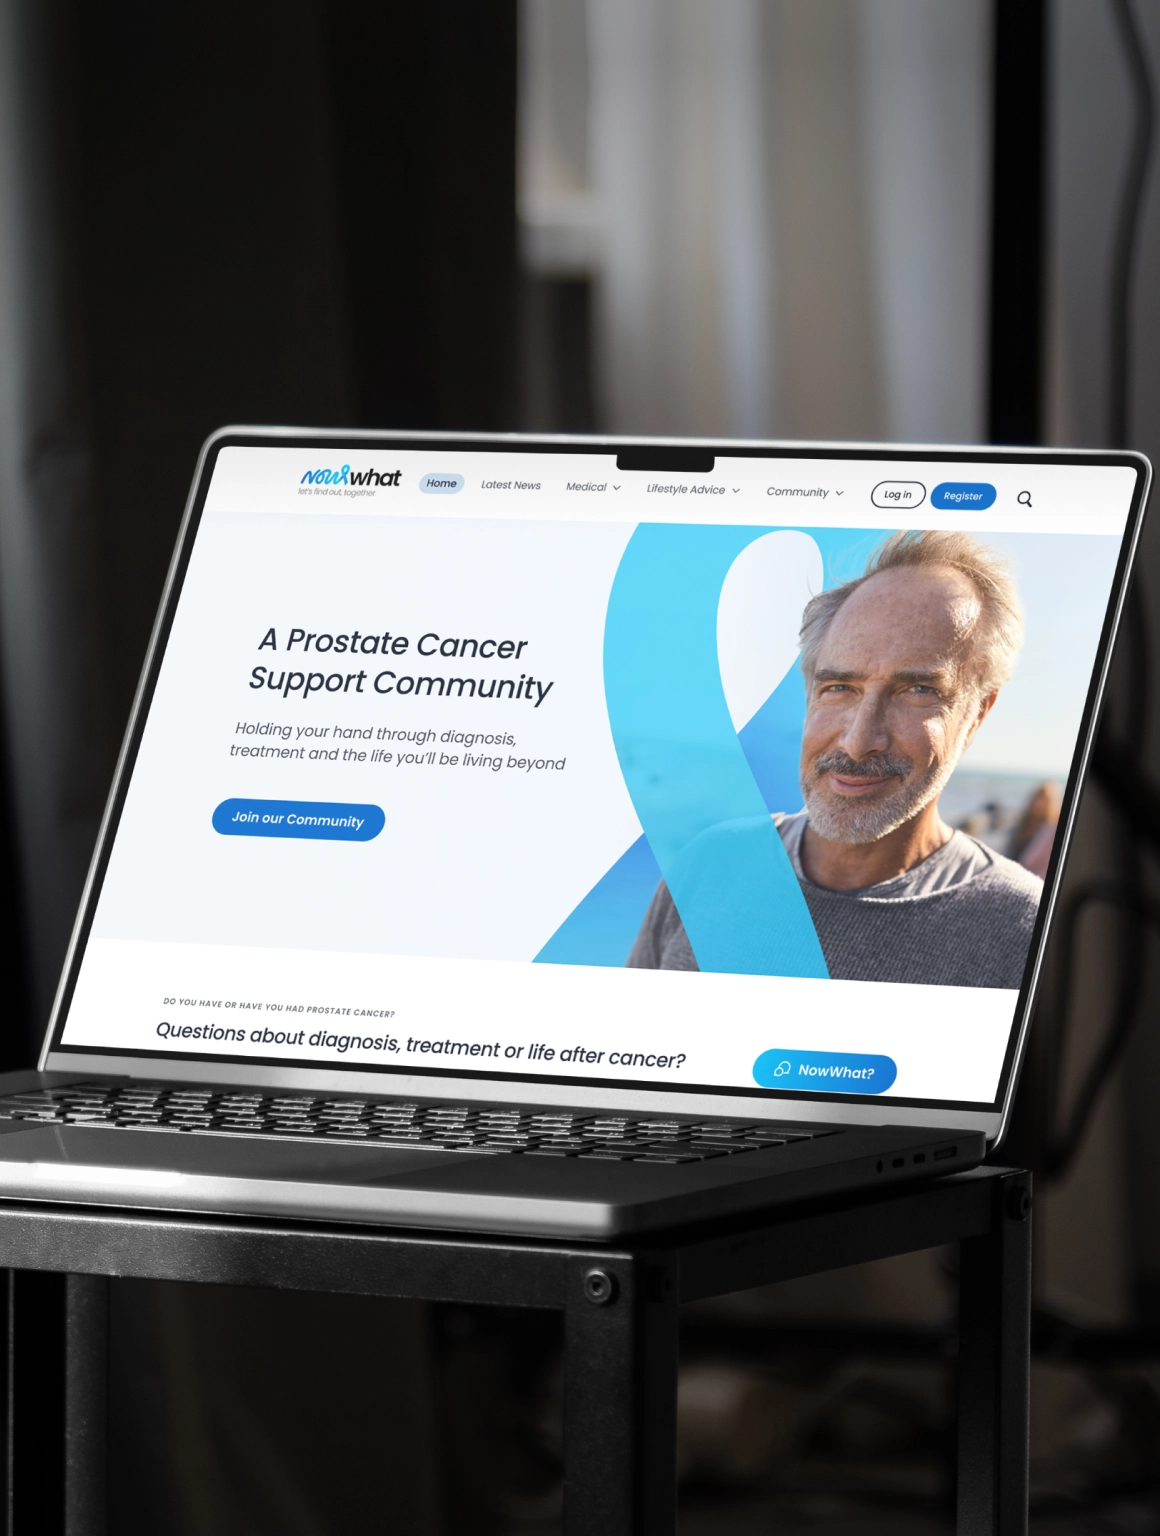 nowwhat
let's find out, together
Home
Latest News
Medical
Lifestyle Advice
Community
Log in
Register
A Prostate Cancer
Support Community
Holding your hand through diagnosis,
treatment and the life you'll be living beyond
Join our Community
DO YOU HAVE OR HAVE YOU HAD PROSTATE CANCER?
Questions about diagnosis, treatment or life after cancer?
NowWhat?